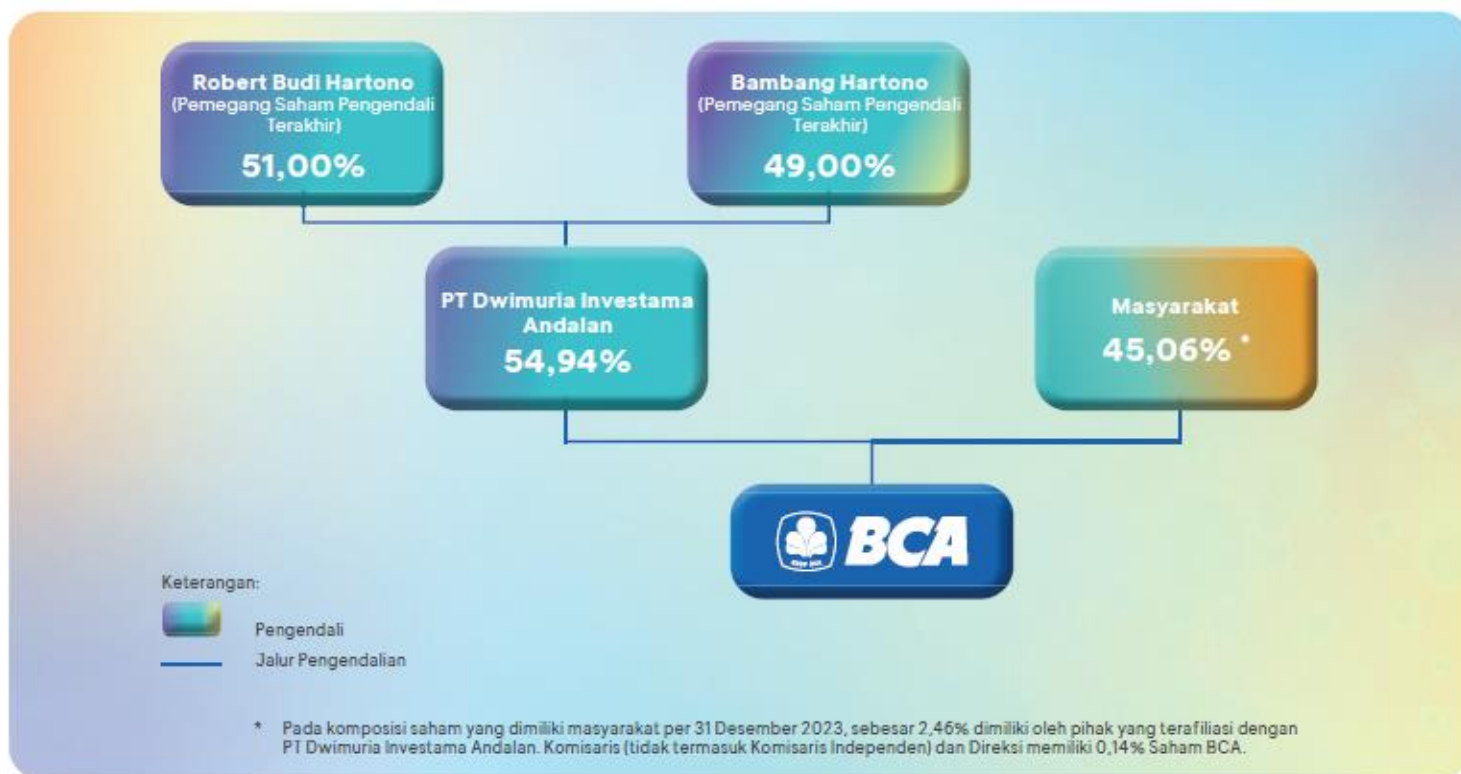 Robert Budi Hartono
(Pemegang Saham Pengendali
Terakhir)
51,00%
Bambang Hartono
(Pemegang Saham Pengendali
Terakhir)
49,00%
PT Dwimuria Investama
Andalan
54,94%
Masyarakat
45,06% *
BCA
Keterangan:
Pengendali
Jalur Pengendalian
* Pada komposisi saham yang dimiliki masyarakat per 31 Desember 2023, sebesar 2,46% dimiliki oleh pihak yang terafiliasi dengan
PT Dwimuria Investama Andalan. Komisaris (tidak termasuk Komisaris Independen) dan Direksi memiliki 0,14% Saham BCA.